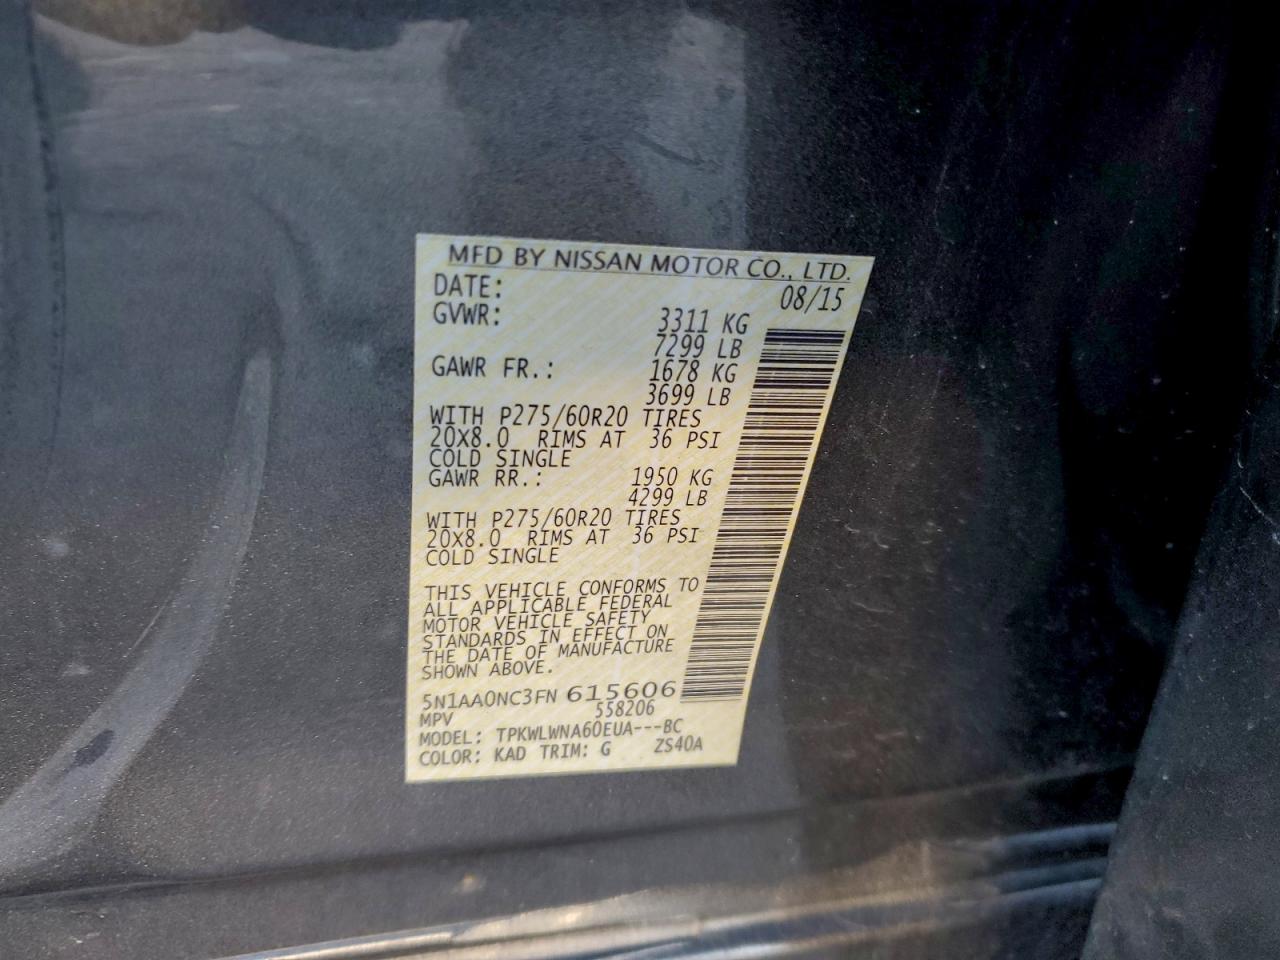 MFD BY NISSAN MOTOR CO., LTD.
DATE: 08/15
GVWR: 3311 KG
7299 LB
GAWR FR.: 1678 KG
3699 LB
WITH P275/60R20 TIRES
20X8.0 RIMS AT 36 PSI
COLD SINGLE
GAWR RR.: 1950 KG
4299 LB
WITH P275/60R20 TIRES
20X8.0 RIMS AT 36 PSI
COLD SINGLE
THIS VEHICLE CONFORMS TO
ALL APPLICABLE FEDERAL
MOTOR VEHICLE SAFETY
STANDARDS IN EFFECT ON
THE DATE OF MANUFACTURE
SHOWN ABOVE.
5N1AA0NC3FN 615606
MPV 558206
MODEL: TPKWLWNA60EUA---BC
COLOR: KAD TRIM: G ZS40A